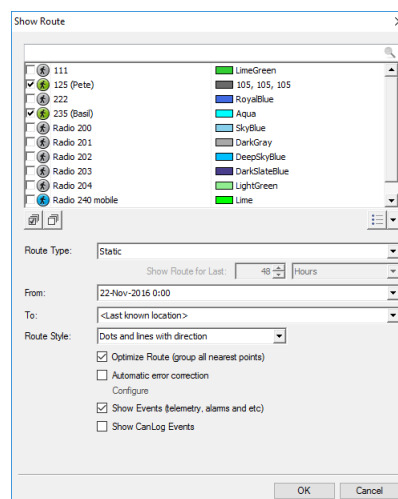 Show Route
111 LimeGreen
125 (Pete) 105, 105, 105
222 RoyalBlue
235 (Basil) Aqua
Radio 200 SkyBlue
Radio 201 DarkGray
Radio 202 DeepSkyBlue
Radio 203 DarkSlateBlue
Radio 204 LightGreen
Radio 240 mobile Lime
Route Type: Static
Show Route for Last: 48 Hours
From: 22-Nov-2016 0:00
To: <Last known location>
Route Style: Dots and lines with direction
Optimize Route (group all nearest points)
Automatic error correction
Configure
Show Events (telemetry, alarms and etc)
Show CanLog Events
OK Cancel